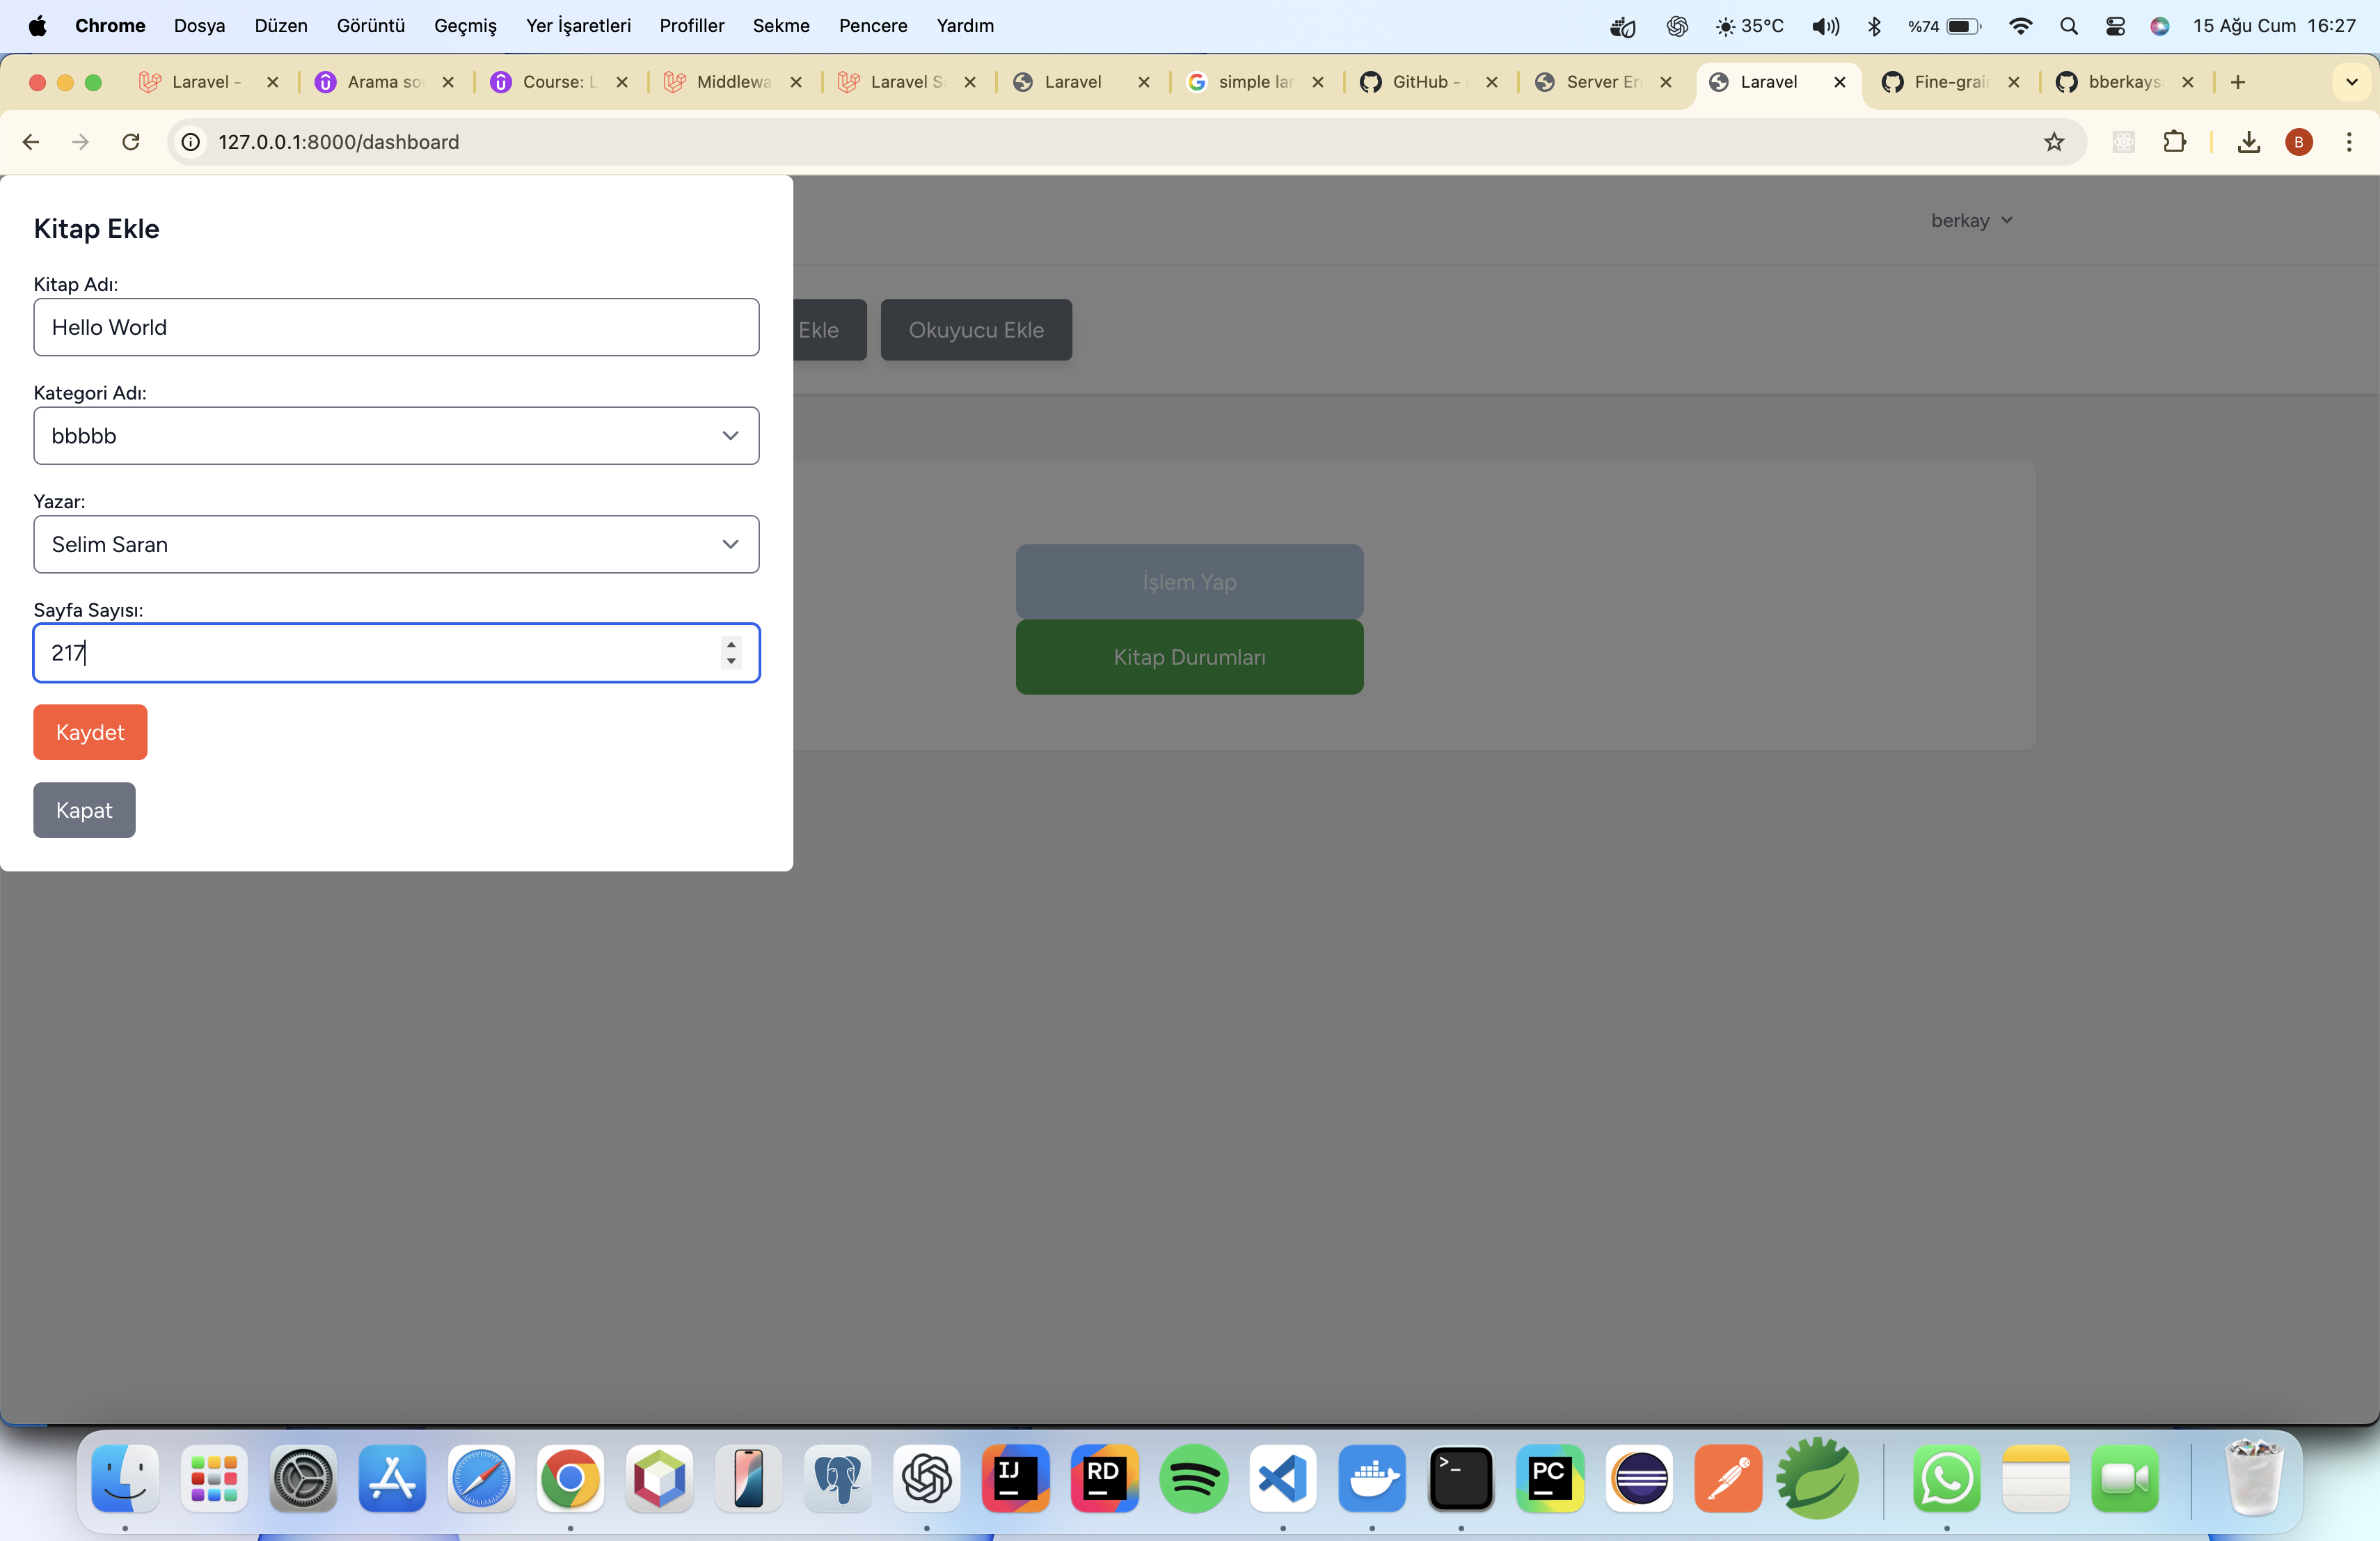 Chrome Dosya Düzen Görüntü Geçmiş Yer İşaretleri Profiller Sekme Pencere Yardım 35°C %74 15 Ağu Cum 16:27
Laravel - Arama so Course: L Middlewa Laravel Sa Laravel simple lar GitHub - Server Er Laravel Fine-grai bberkays
127.0.0.1:8000/dashboard B
Kitap Ekle
berkay
Kitap Adı:
Hello World
Ekle Okuyucu Ekle
Kategori Adı:
bbbbb
Yazar:
Selim Saran
İşlem Yap
Sayfa Sayısı:
217
Kitap Durumları
Kaydet
Kapat
IJ RD >_ PC